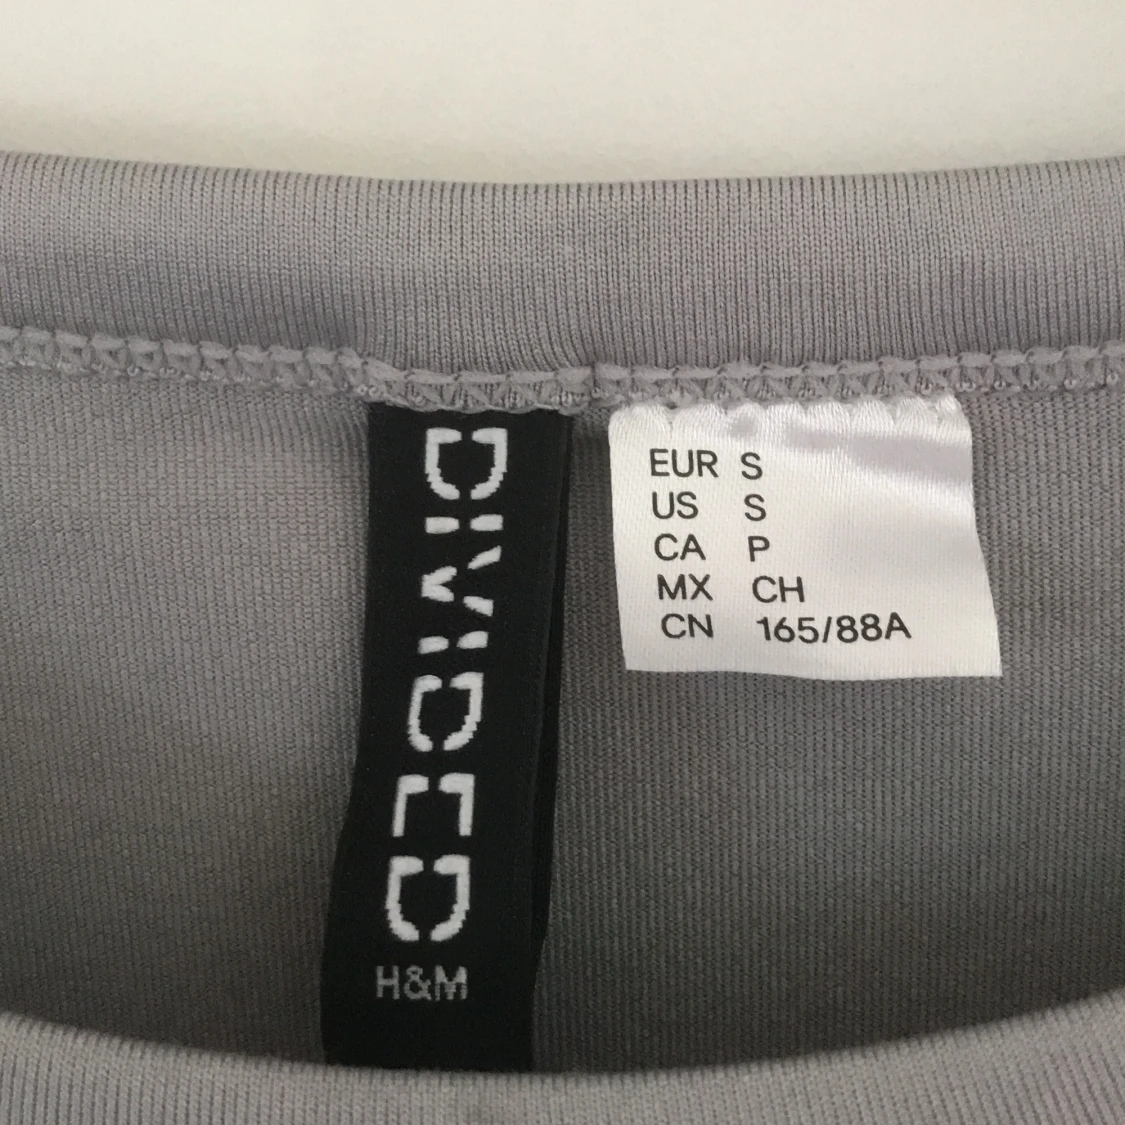 DIVIDED
H&M
EUR S
US S
CA P
MX CH
CN 165/88A